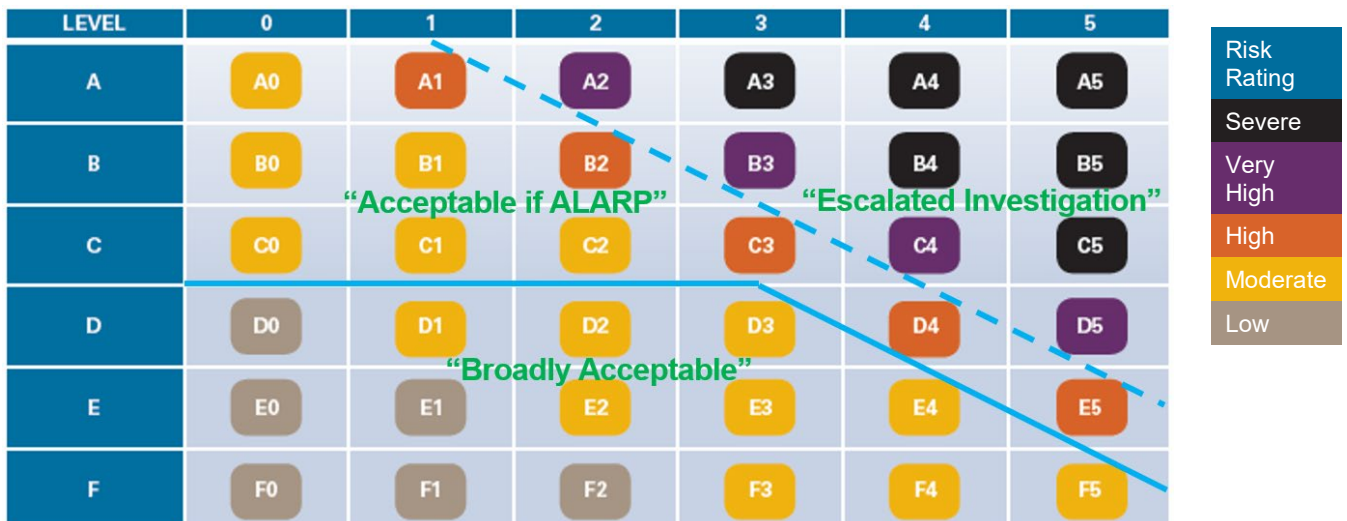 LEVEL 0 1 2 3 4 5
A A0 A1 A2 A3 A4 A5
B B0 B1 B2 B3 B4 B5
“Acceptable if ALARP” “Escalated Investigation”
C C0 C1 C2 C3 C4 C5
D D0 D1 D2 D3 D4 D5
“Broadly Acceptable”
E E0 E1 E2 E3 E4 E5
F F0 F1 F2 F3 F4 F5
Risk
Rating
Severe
Very
High
High
Moderate
Low